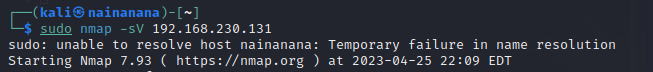 ┌──(kali㉿nainanana)-[~]
└─$ sudo nmap -sV 192.168.230.131
sudo: unable to resolve host nainanana: Temporary failure in name resolution
Starting Nmap 7.93 ( https://nmap.org ) at 2023-04-25 22:09 EDT